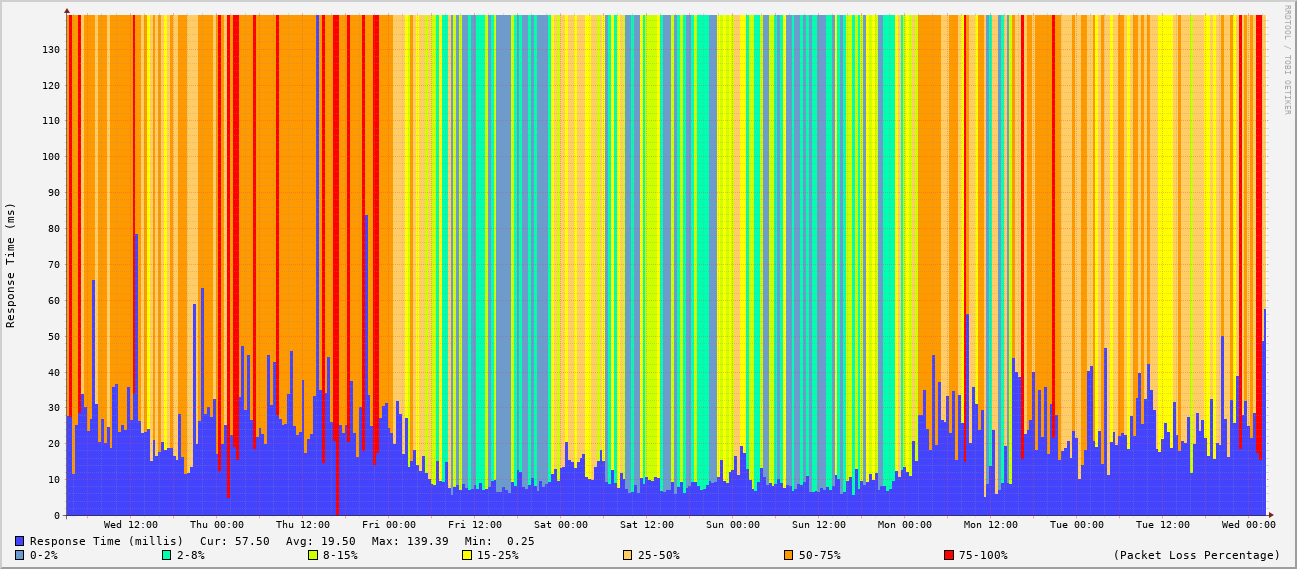 RRDTOOL / TOBI OETIKER
Response Time (ms)
130
120
110
100
90
80
70
60
50
40
30
20
10
0
Wed 12:00 Thu 00:00 Thu 12:00 Fri 00:00 Fri 12:00 Sat 00:00 Sat 12:00 Sun 00:00 Sun 12:00 Mon 00:00 Mon 12:00 Tue 00:00 Tue 12:00 Wed 00:00
Response Time (millis) Cur: 57.50 Avg: 19.50 Max: 139.39 Min: 0.25
0-2% 2-8% 8-15% 15-25% 25-50% 50-75% 75-100% (Packet Loss Percentage)